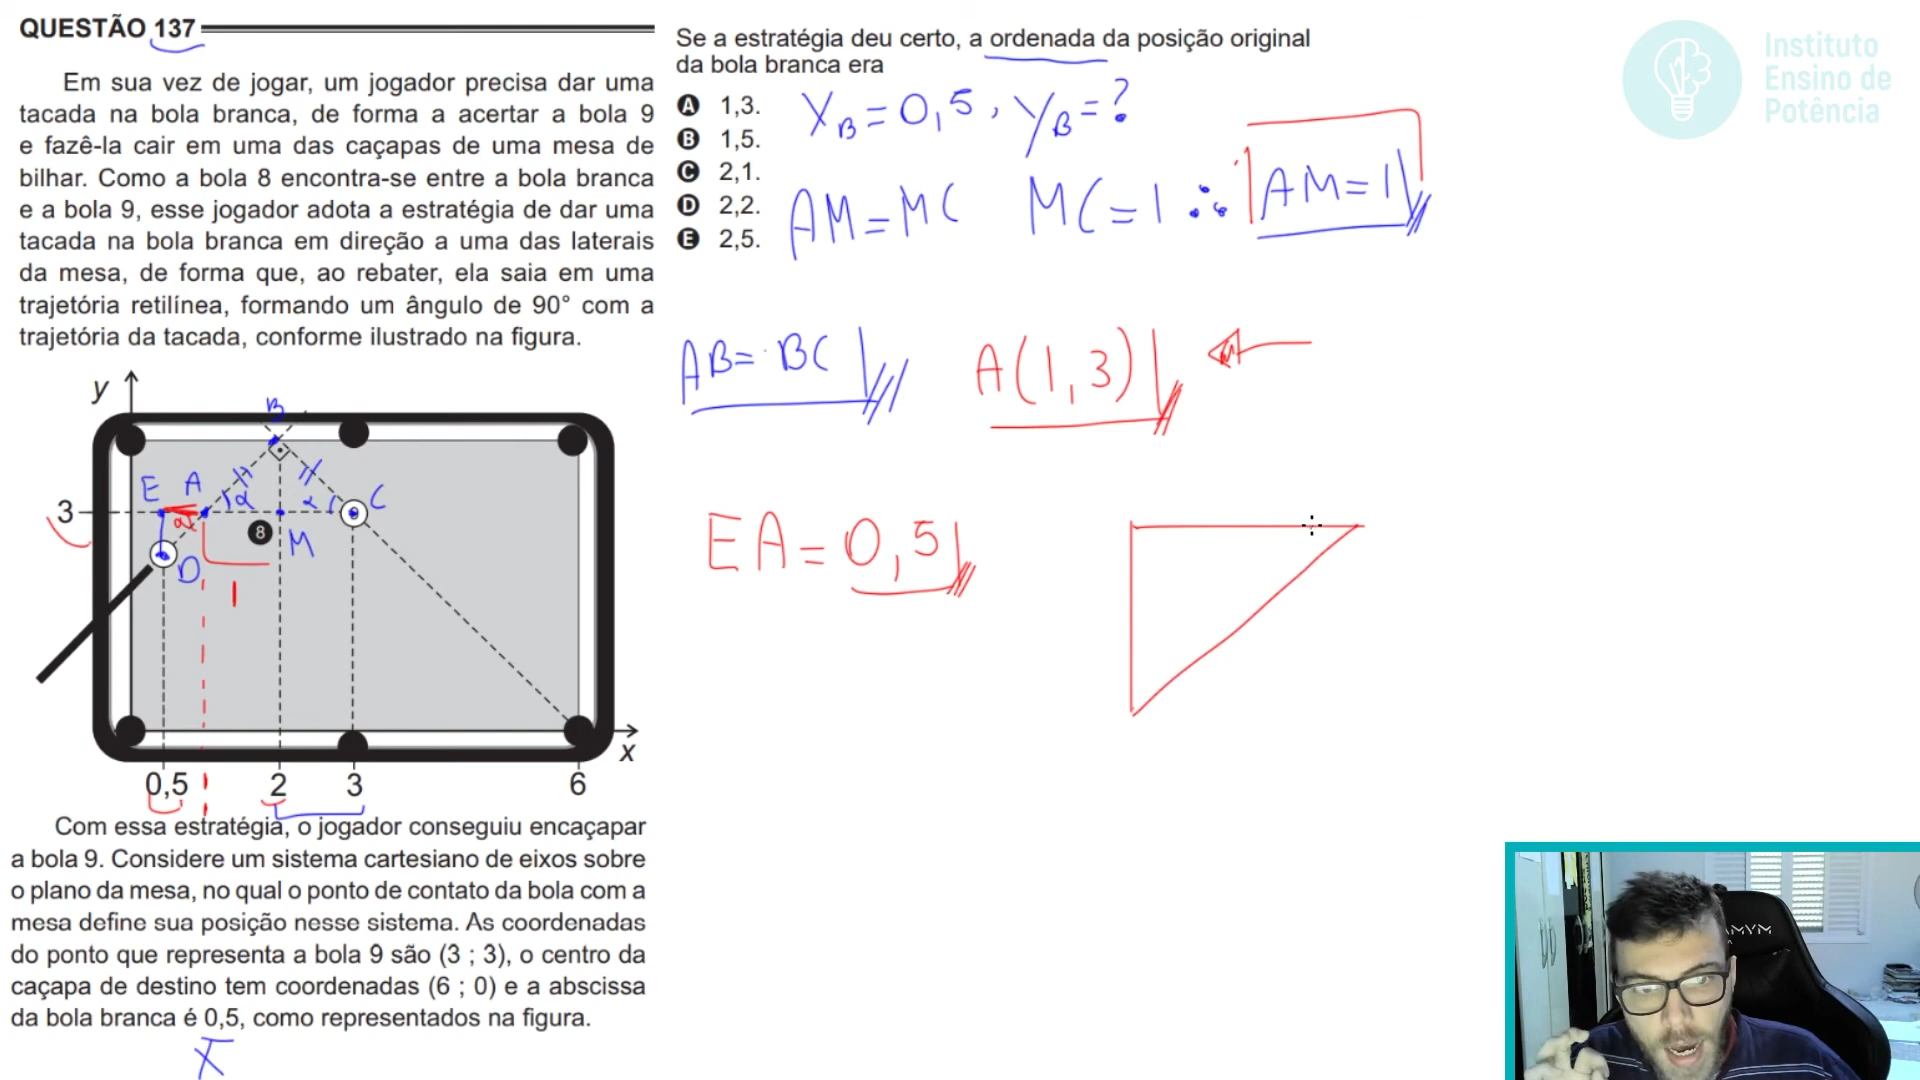 QUESTÃO 137
Em sua vez de jogar, um jogador precisa dar uma
tacada na bola branca, de forma a acertar a bola 9
e fazê-la cair em uma das caçapas de uma mesa de
bilhar. Como a bola 8 encontra-se entre a bola branca
e a bola 9, esse jogador adota a estratégia de dar uma
tacada na bola branca em direção a uma das laterais
da mesa, de forma que, ao rebater, ela saia em uma
trajetória retilínea, formando um ângulo de 90° com a
trajetória da tacada, conforme ilustrado na figura.
y
B
E A C
α α
3
α
8
M
D
1
x
0,5 2 3 6
Com essa estratégia, o jogador conseguiu encaçapar
a bola 9. Considere um sistema cartesiano de eixos sobre
o plano da mesa, no qual o ponto de contato da bola com a
mesa define sua posição nesse sistema. As coordenadas
do ponto que representa a bola 9 são (3 ; 3), o centro da
caçapa de destino tem coordenadas (6 ; 0) e a abscissa
da bola branca é 0,5, como representados na figura.
X
Se a estratégia deu certo, a ordenada da posição original
da bola branca era
A 1,3.
B 1,5.
C 2,1.
D 2,2.
E 2,5.
XB = 0,5, YB = ?
AM = MC MC = 1 ∴ AM = 1
AB = BC A(1,3)
EA = 0,5
Instituto
Ensino de
Potência